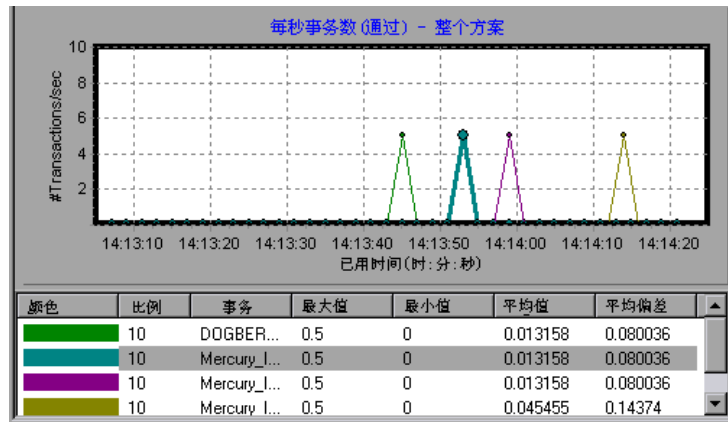 每秒事务数(通过) - 整个方案
10
8
6
4
2
#Transactions/sec
14:13:10 14:13:20 14:13:30 14:13:40 14:13:50 14:14:00 14:14:10 14:14:20
已用时间(时:分:秒)
颜色 比例 事务 最大值 最小值 平均值 平均偏差
10 DOGBER... 0.5 0 0.013158 0.080036
10 Mercury_I... 0.5 0 0.013158 0.080036
10 Mercury_I... 0.5 0 0.013158 0.080036
10 Mercury_I... 0.5 0 0.045455 0.14374